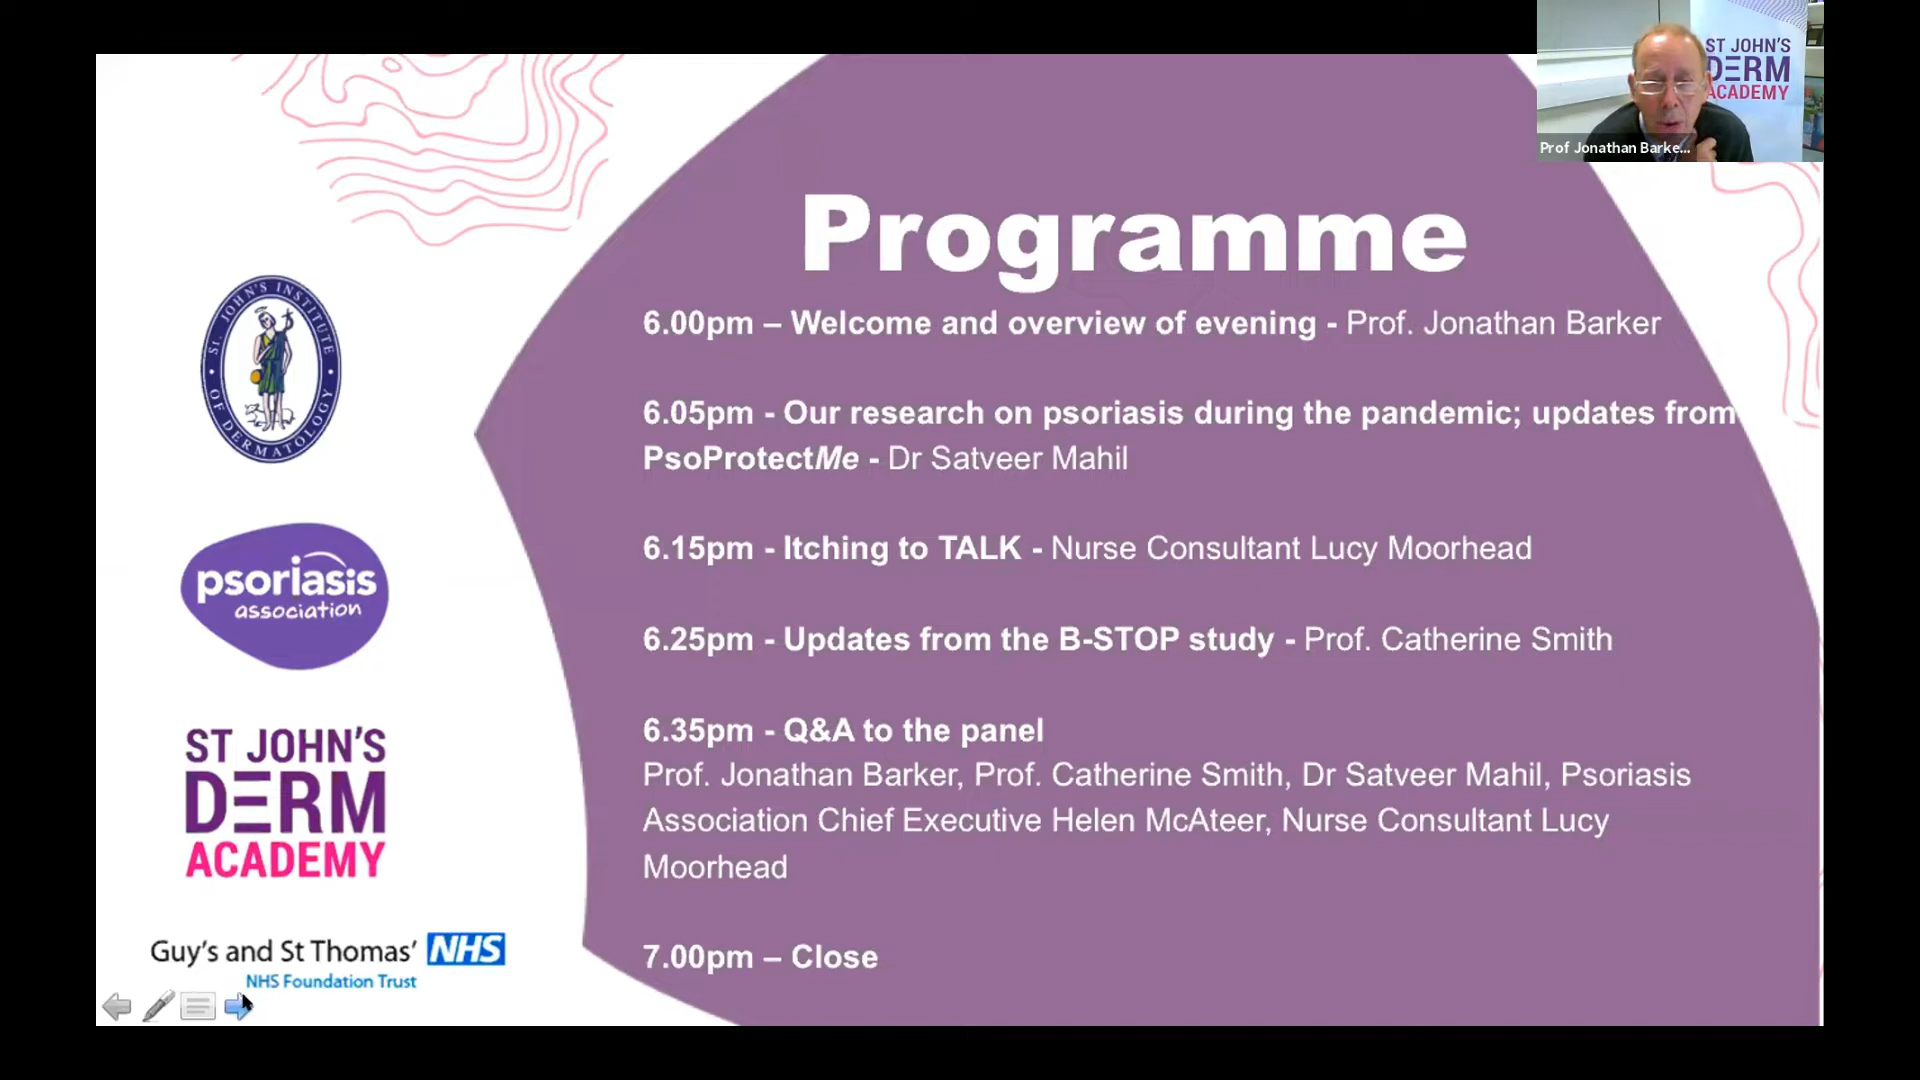 ST JOHN'S
DERM
ACADEMY
Prof Jonathan Barke...
Programme
6.00pm – Welcome and overview of evening - Prof. Jonathan Barker
6.05pm - Our research on psoriasis during the pandemic; updates from
PsoProtectMe - Dr Satveer Mahil
6.15pm - Itching to TALK - Nurse Consultant Lucy Moorhead
6.25pm - Updates from the B-STOP study - Prof. Catherine Smith
6.35pm - Q&A to the panel
Prof. Jonathan Barker, Prof. Catherine Smith, Dr Satveer Mahil, Psoriasis
Association Chief Executive Helen McAteer, Nurse Consultant Lucy
Moorhead
7.00pm – Close
ST. JOHN'S INSTITUTE
OF DERMATOLOGY
psoriasis
association
ST JOHN'S
DERM
ACADEMY
Guy's and St Thomas' NHS
NHS Foundation Trust